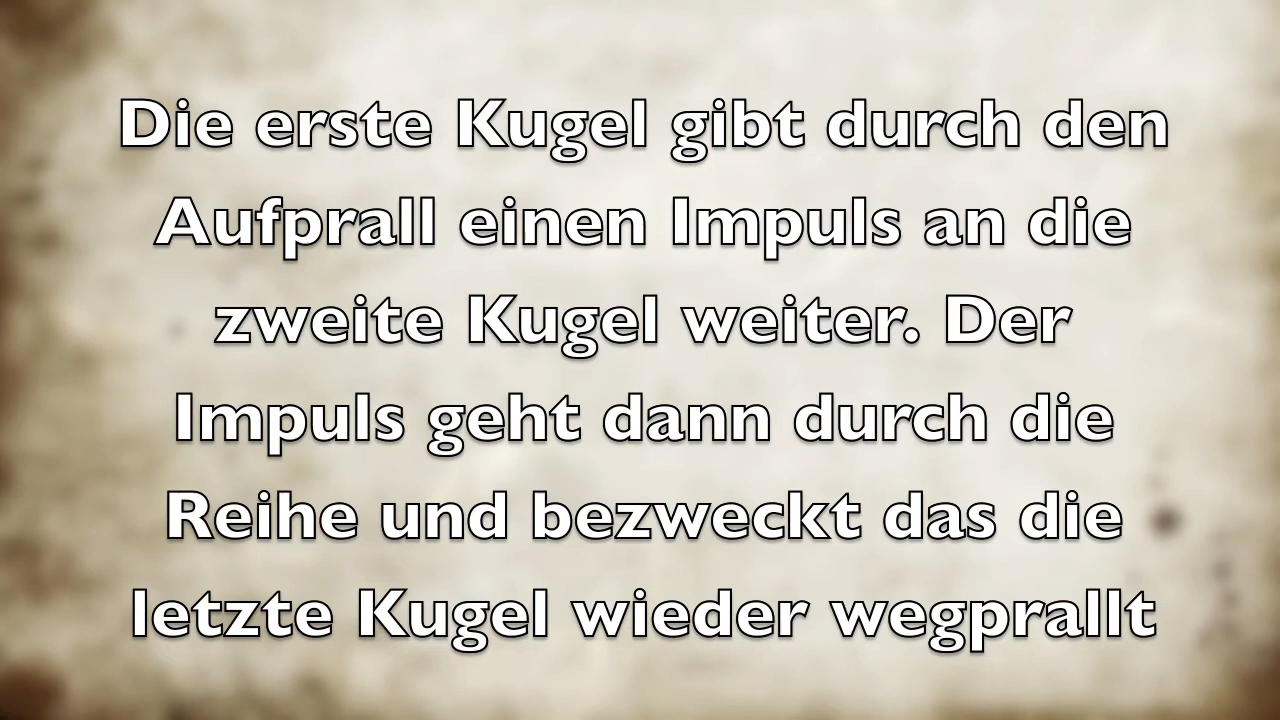 Die erste Kugel gibt durch den
Aufprall einen Impuls an die
zweite Kugel weiter. Der
Impuls geht dann durch die
Reihe und bezweckt das die
letzte Kugel wieder wegprallt